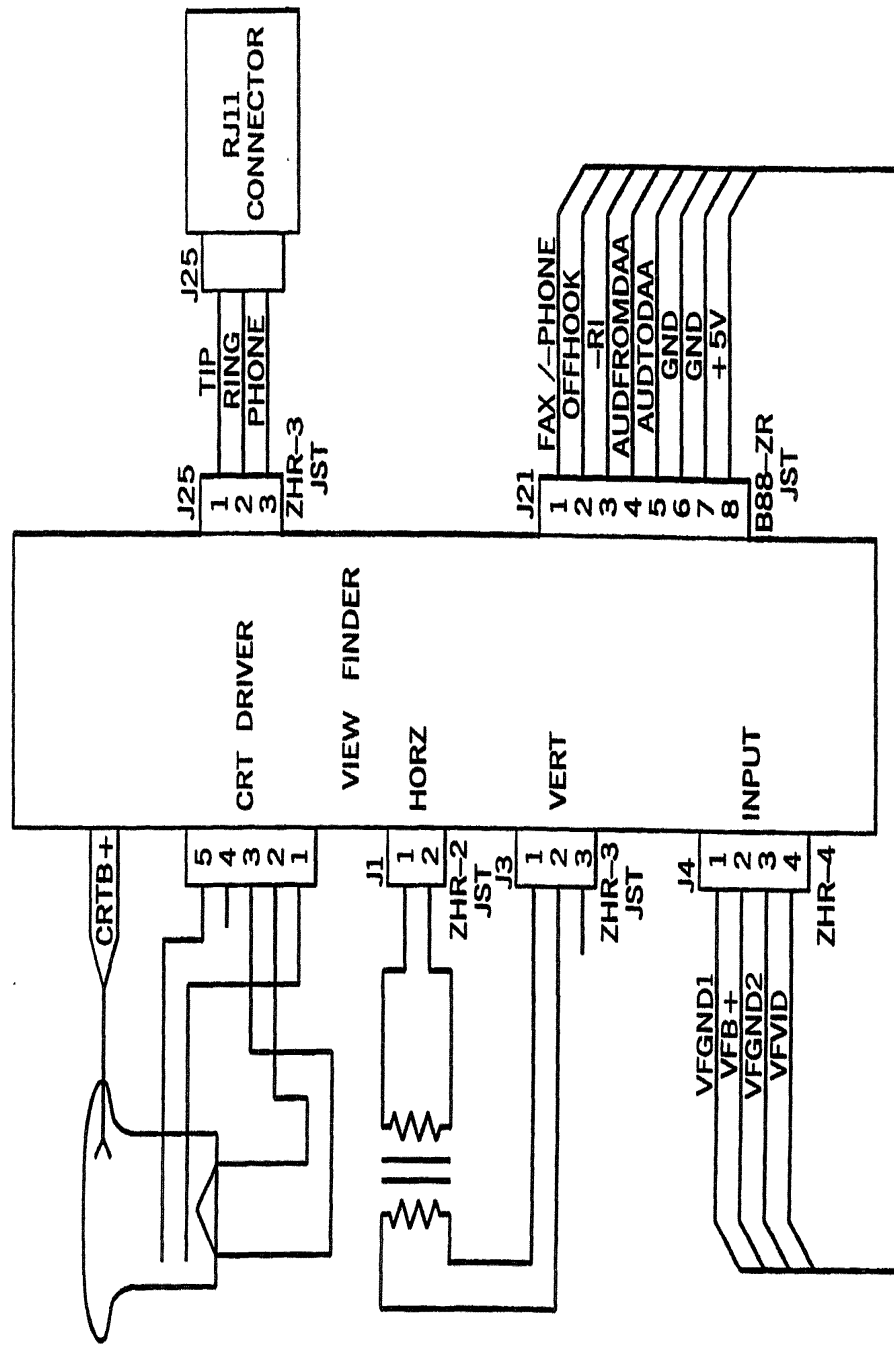 RJ11
CONNECTOR
J25
TIP
RING
PHONE
J25
1
2
3
ZHR-3
JST
FAX /-PHONE
OFFHOOK
-RI
AUDFROMDAA
AUDTODAA
GND
GND
+5V
J21
1
2
3
4
5
6
7
8
B88-ZR
JST
CRT DRIVER
VIEW FINDER
HORZ
VERT
INPUT
CRTB+
5
4
3
2
1
J1
1
2
ZHR-2
JST
J3
1
2
3
ZHR-3
JST
J4
1
2
3
4
ZHR-4
VFGND1
VFB+
VFGND2
VFVID